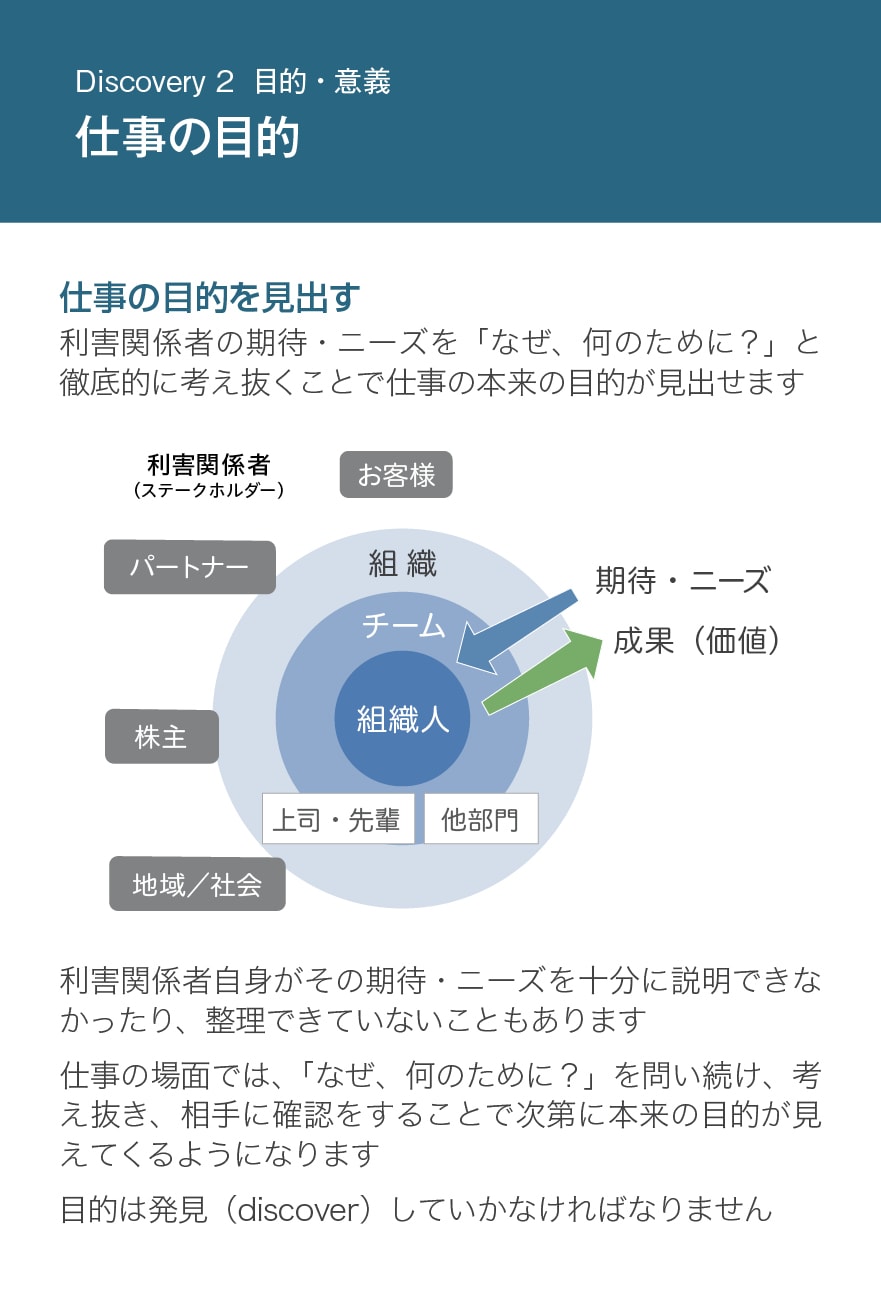 Discovery 2 目的・意義
仕事の目的
仕事の目的を見出す
利害関係者の期待・ニーズを「なぜ、何のために？」と
徹底的に考え抜くことで仕事の本来の目的が見出せます
利害関係者
（ステークホルダー）
お客様
パートナー
組 織
期待・ニーズ
チーム
成果（価値）
組織人
株主
上司・先輩
他部門
地域／社会
利害関係者自身がその期待・ニーズを十分に説明できな
かったり、整理できていないこともあります
仕事の場面では、「なぜ、何のために？」を問い続け、考
え抜き、相手に確認をすることで次第に本来の目的が見
えてくるようになります
目的は発見（discover）していかなければなりません